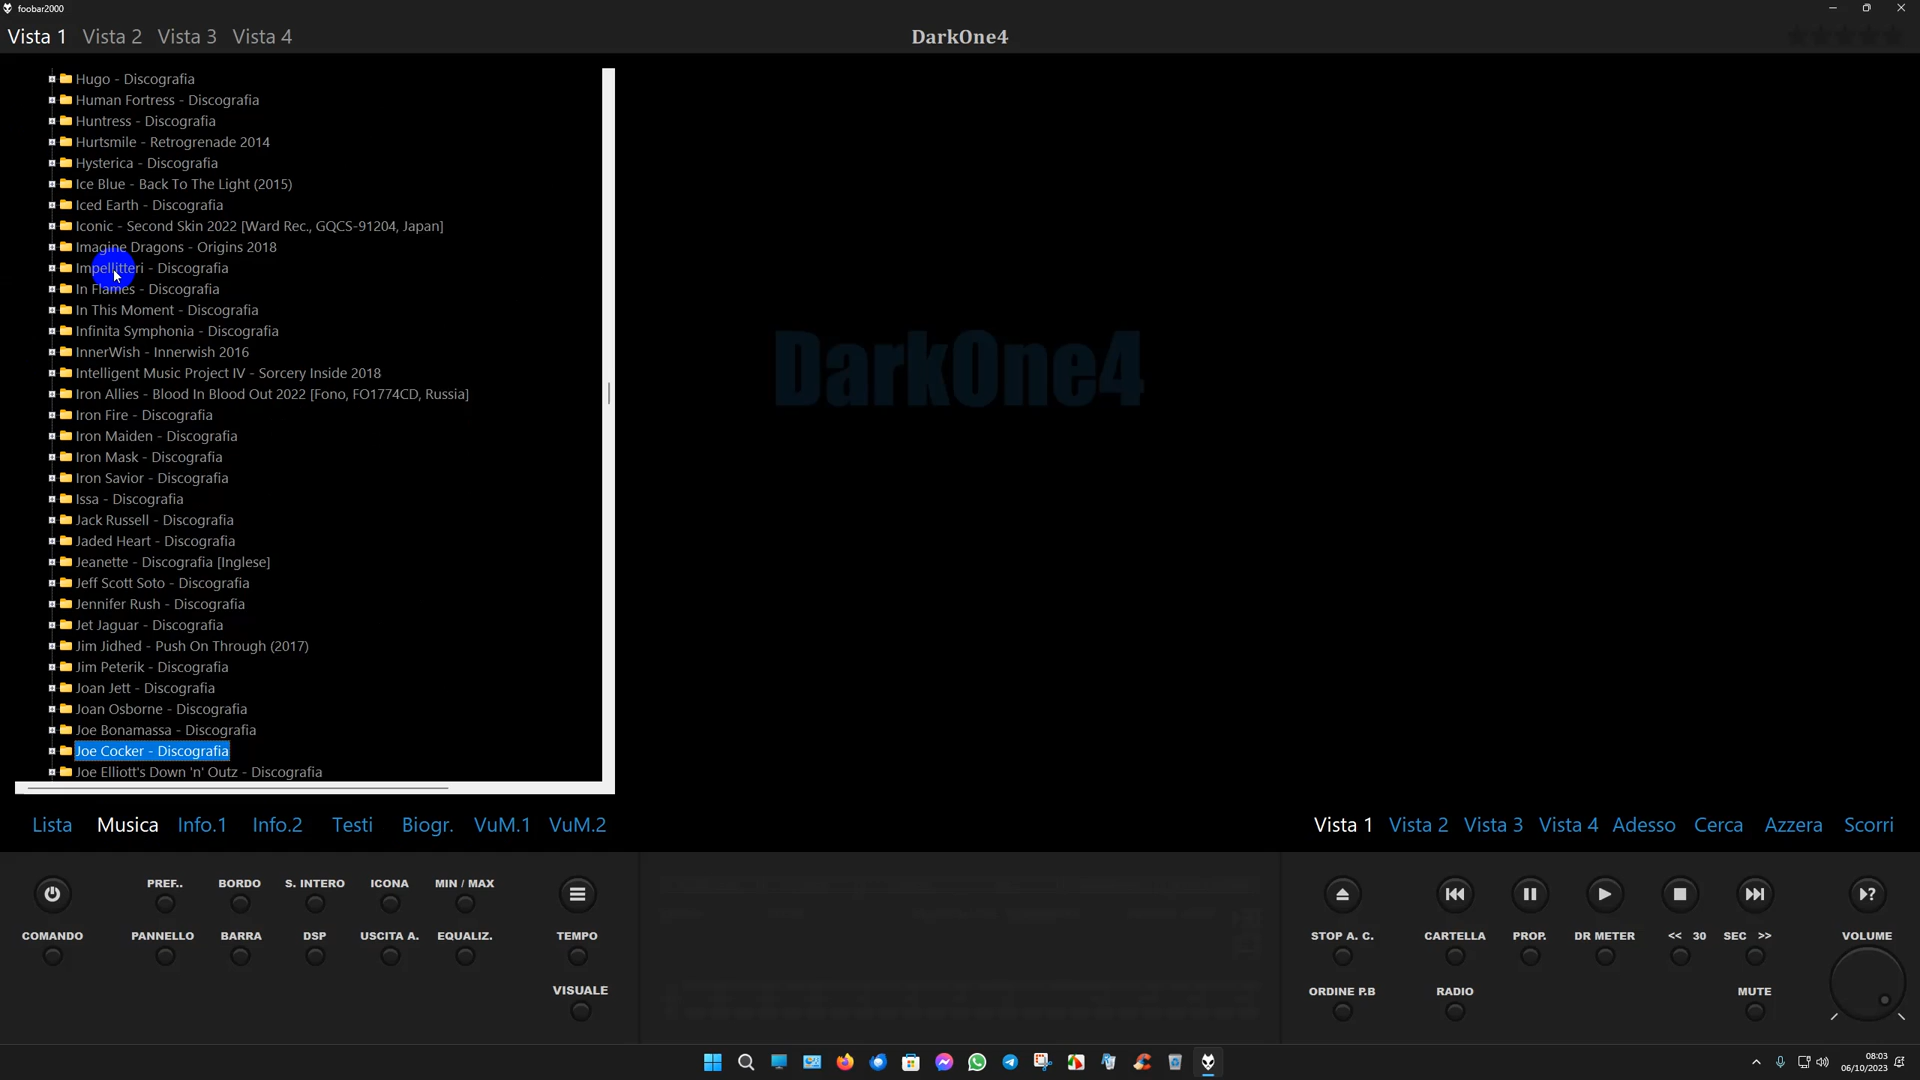 foobar2000
Vista 1 Vista 2 Vista 3 Vista 4
DarkOne4
Hugo - Discografia
Human Fortress - Discografia
Huntress - Discografia
Hurtsmile - Retrogrenade 2014
Hysterica - Discografia
Ice Blue - Back To The Light (2015)
Iced Earth - Discografia
Iconic - Second Skin 2022 [Ward Rec., GQCS-91204, Japan]
Imagine Dragons - Origins 2018
Impellitteri - Discografia
In Flames - Discografia
In This Moment - Discografia
Infinita Symphonia - Discografia
InnerWish - Innerwish 2016
Intelligent Music Project IV - Sorcery Inside 2018
Iron Allies - Blood In Blood Out 2022 [Fono, FO1774CD, Russia]
Iron Fire - Discografia
Iron Maiden - Discografia
Iron Mask - Discografia
Iron Savior - Discografia
Issa - Discografia
Jack Russell - Discografia
Jaded Heart - Discografia
Jeanette - Discografia [Inglese]
Jeff Scott Soto - Discografia
Jennifer Rush - Discografia
Jet Jaguar - Discografia
Jim Jidhed - Push On Through (2017)
Jim Peterik - Discografia
Joan Jett - Discografia
Joan Osborne - Discografia
Joe Bonamassa - Discografia
Joe Cocker - Discografia
Joe Elliott's Down 'n' Outz - Discografia
DarkOne4
Lista Musica Info.1 Info.2 Testi Biogr. VuM.1 VuM.2
Vista 1 Vista 2 Vista 3 Vista 4 Adesso Cerca Azzera Scorri
PREF.. BORDO S. INTERO ICONA MIN / MAX
COMANDO PANNELLO BARRA DSP USCITA A. EQUALIZ. TEMPO
VISUALE
STOP A. C. CARTELLA PROP. DR METER << 30 SEC >> VOLUME
ORDINE P.B RADIO MUTE
08:03
06/10/2023